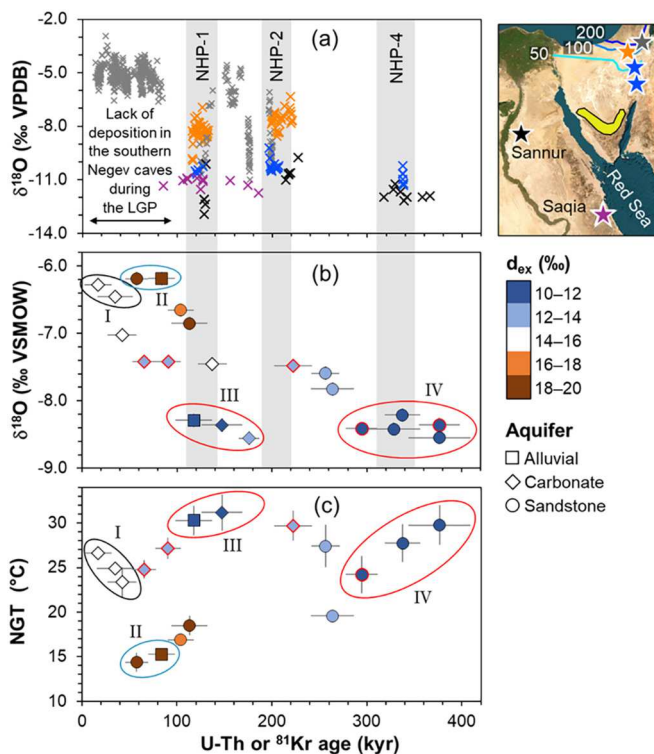 -2.0
-5.0
-8.0
-11.0
-14.0
δ18O (‰ VPDB)
(a)
NHP-1
NHP-2
NHP-4
Lack of
deposition in
the southern
Negev caves
during
the LGP
200
100
50
Sannur
Saqia
Red Sea
dex (‰)
10–12
12–14
14–16
16–18
18–20
Aquifer
Alluvial
Carbonate
Sandstone
-6.0
-7.0
-8.0
-9.0
δ18O (‰ VSMOW)
(b)
I
II
III
IV
35
30
25
20
15
10
NGT
(°C)
(c)
I
II
III
IV
0
100
200
300
400
U-Th or 81Kr age (kyr)